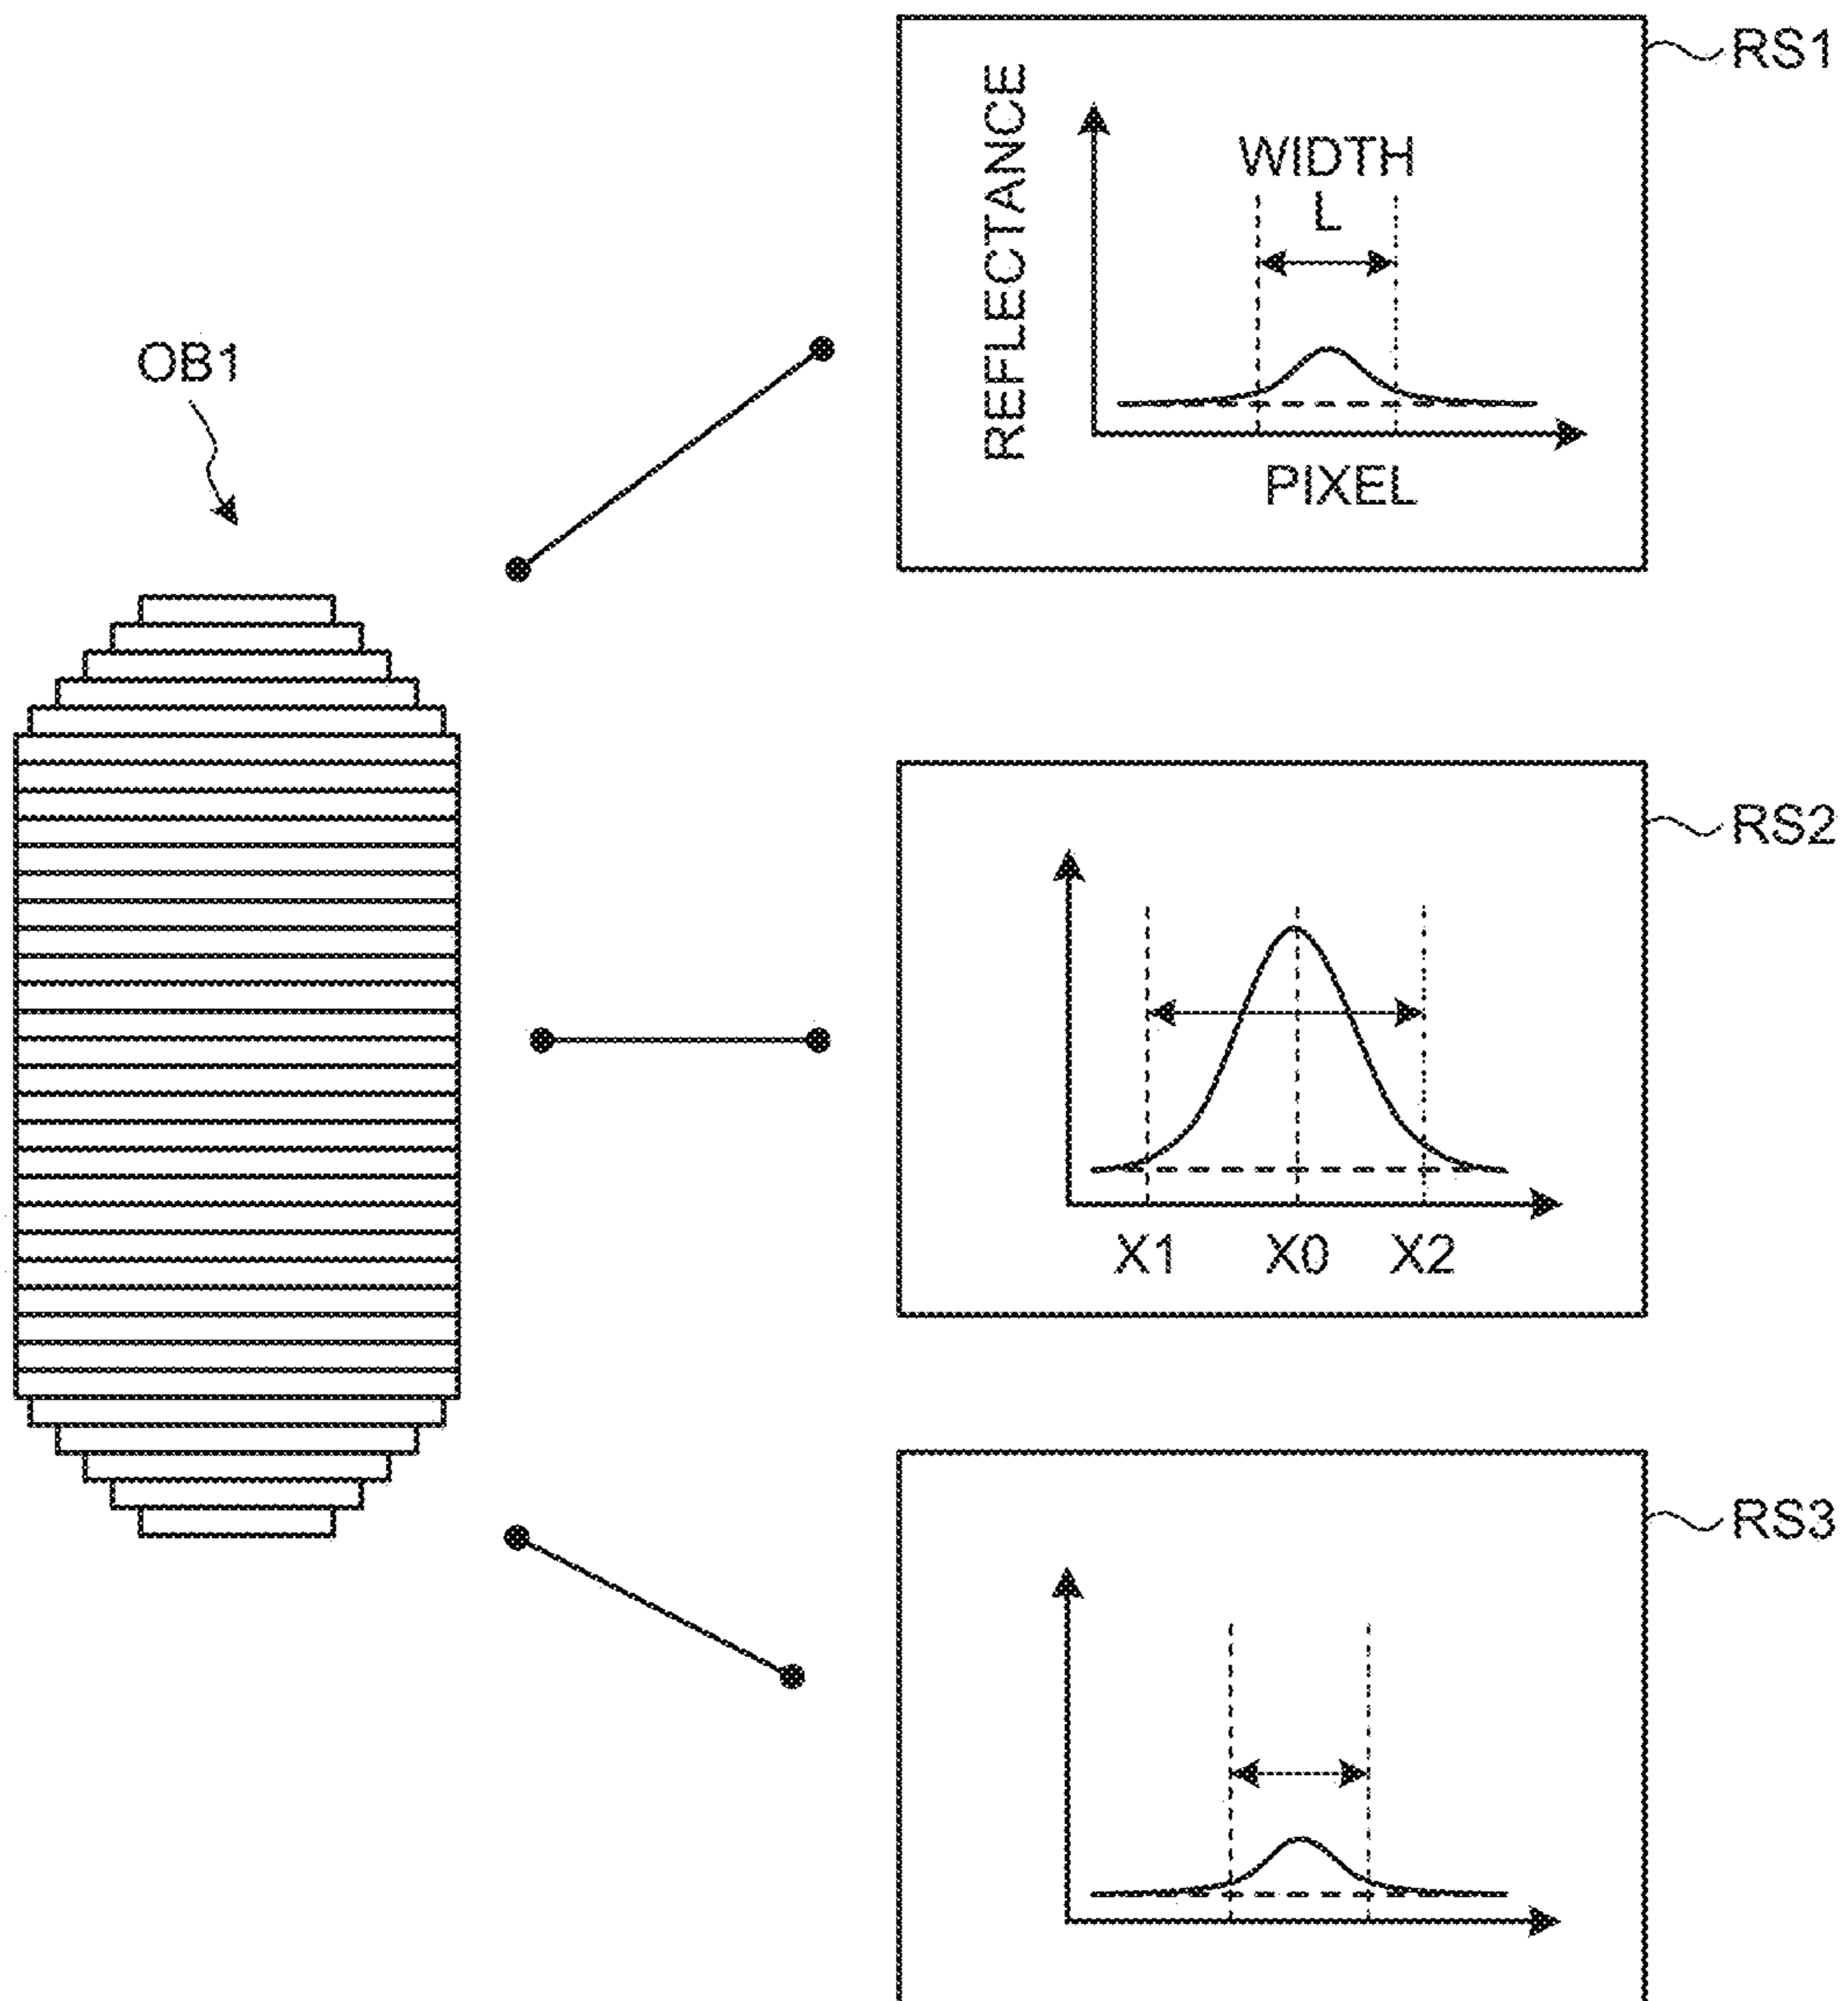 RS1
REFLECTANCE
WIDTH
L
PIXEL
OB1
RS2
X1 X0 X2
RS3